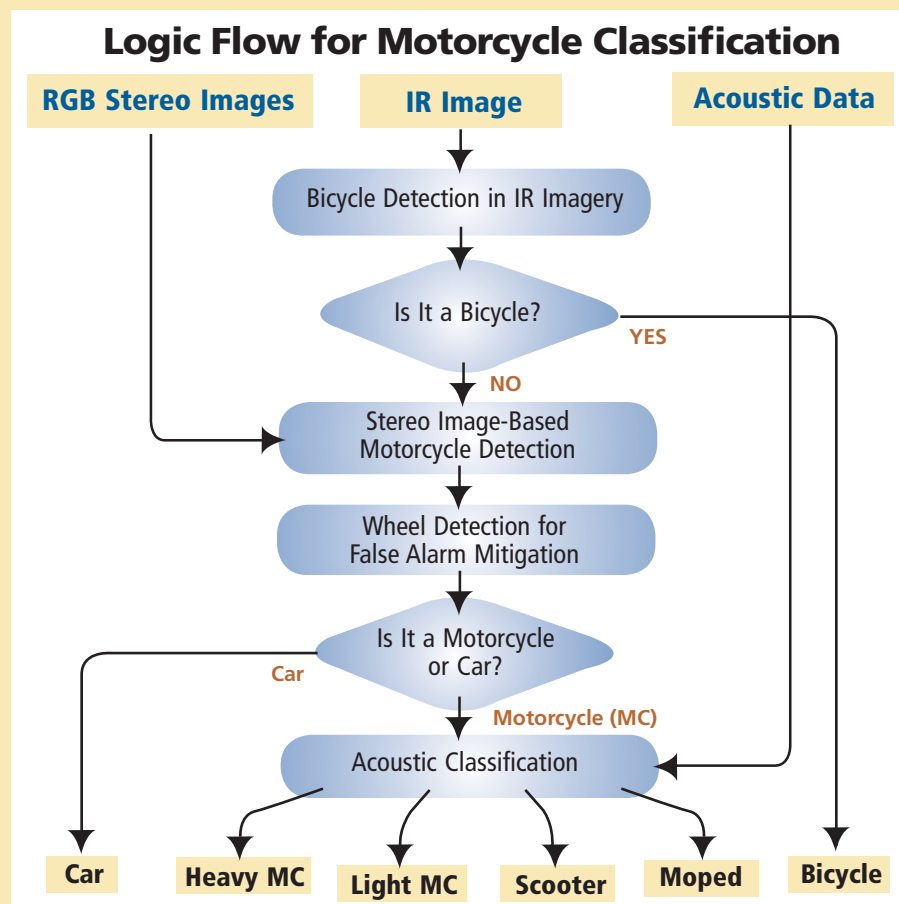 Logic Flow for Motorcycle Classification
RGB Stereo Images
IR Image
Acoustic Data
Bicycle Detection in IR Imagery
Is It a Bicycle?
YES
NO
Stereo Image-Based
Motorcycle Detection
Wheel Detection for
False Alarm Mitigation
Is It a Motorcycle
or Car?
Car
Motorcycle (MC)
Acoustic Classification
Car
Heavy MC
Light MC
Scooter
Moped
Bicycle